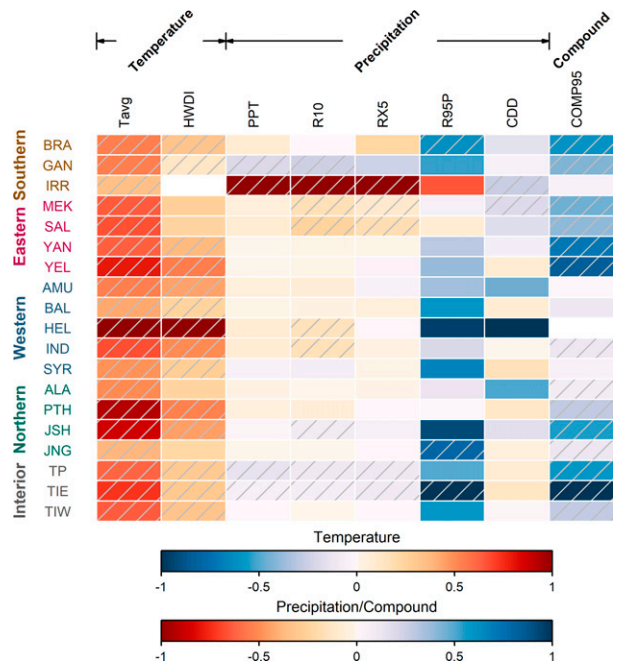 Temperature
Precipitation
Compound
Tavg HWDI PPT R10 RX5 R95P CDD COMP95
Southern
BRA
GAN
IRR
Eastern
MEK
SAL
YAN
YEL
Western
AMU
BAL
HEL
IND
SYR
Northern
ALA
PTH
JSH
JNG
Interior
TP
TIE
TIW
Temperature
-1 -0.5 0 0.5 1
Precipitation/Compound
-1 -0.5 0 0.5 1